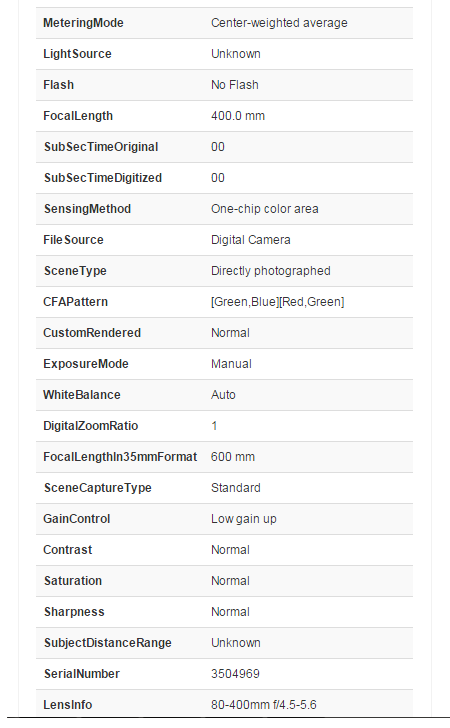 MeteringMode Center-weighted average
LightSource Unknown
Flash No Flash
FocalLength 400.0 mm
SubSecTimeOriginal 00
SubSecTimeDigitized 00
SensingMethod One-chip color area
FileSource Digital Camera
SceneType Directly photographed
CFAPattern [Green,Blue][Red,Green]
CustomRendered Normal
ExposureMode Manual
WhiteBalance Auto
DigitalZoomRatio 1
FocalLengthIn35mmFormat 600 mm
SceneCaptureType Standard
GainControl Low gain up
Contrast Normal
Saturation Normal
Sharpness Normal
SubjectDistanceRange Unknown
SerialNumber 3504969
LensInfo 80-400mm f/4.5-5.6